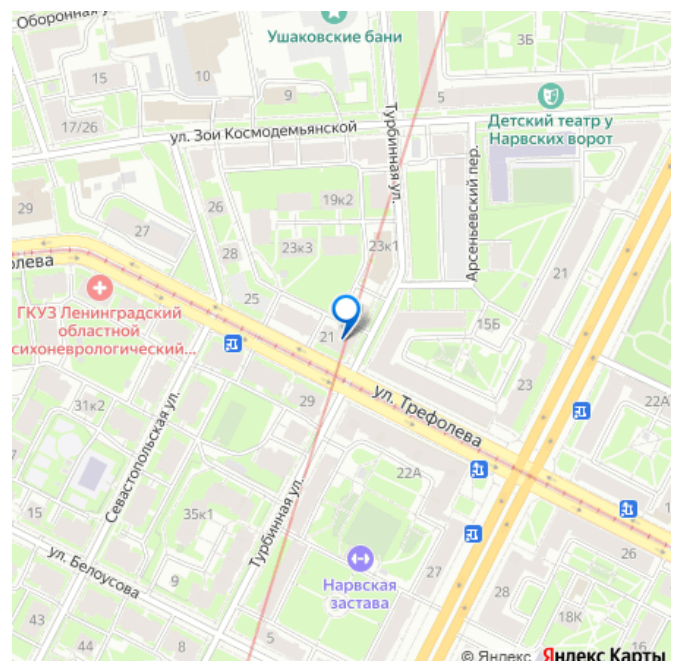 Оборонная у
Ушаковские бани
3Б
15
10
9
5
Детский театр у
Нарвских ворот
17/26
ул. Зои Космодемьянской
Турбинная ул.
Арсеньевский пер.
29
26
19к2
27
28
23к3
23к1
21
олева
25
ГКУЗ Ленинградский
областной
сихоневрологический...
21
15Б
23
22А
31к2
29
ул. Трефолева
Севастопольская ул.
7
22А
15
35к1
1
26
Турбинная ул.
ул. Белоусова
9
Нарвская
застава
27
28
18К
43
44
8
5
© Яндекс Яндекс Карты